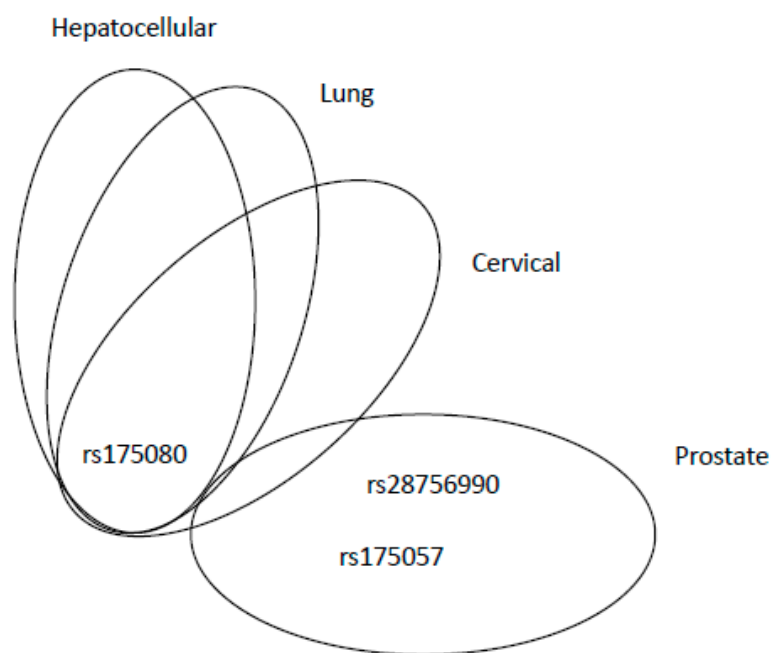 Hepatocellular
Lung
Cervical
rs175080
Prostate
rs28756990
rs175057